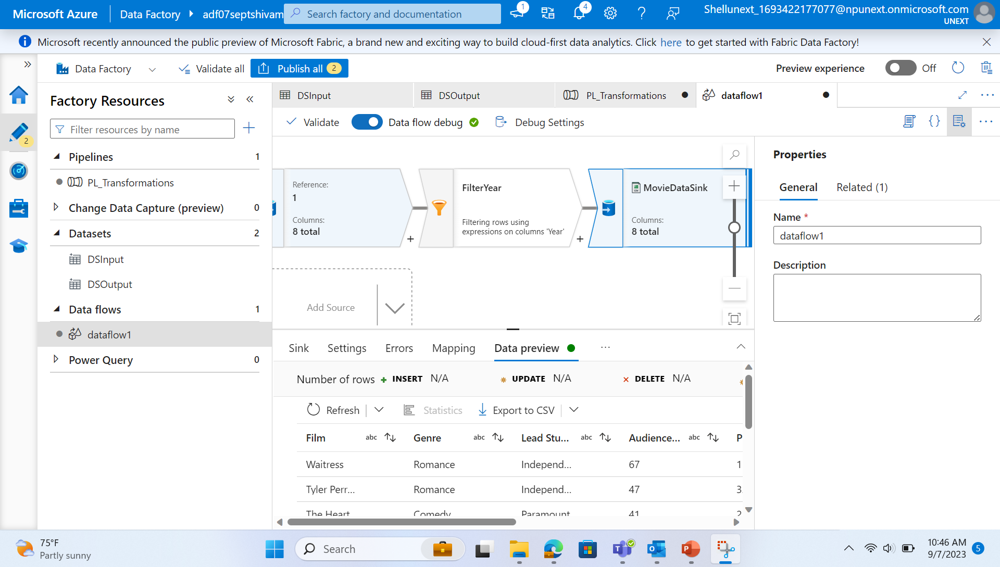 Microsoft Azure
Data Factory
adf07septshivam
Search factory and documentation
1
4
Shellunext_1693422177077@npunext.onmicrosoft.com
UNEXT
Microsoft recently announced the public preview of Microsoft Fabric, a brand new and exciting way to build cloud-first data analytics. Click here to get started with Fabric Data Factory!
Data Factory
Validate all
Publish all 2
Preview experience
Off
2
Factory Resources
Filter resources by name
Pipelines 1
PL_Transformations
Change Data Capture (preview) 0
Datasets 2
DSInput
DSOutput
Data flows 1
dataflow1
Power Query 0
DSInput
DSOutput
PL_Transformations
dataflow1
Validate
Data flow debug
Debug Settings
Reference:
1
Columns:
8 total
FilterYear
Filtering rows using
expressions on columns 'Year'
MovieDataSink
Columns:
8 total
Add Source
Sink
Settings
Errors
Mapping
Data preview
Number of rows
INSERT N/A
UPDATE N/A
DELETE N/A
Refresh
Statistics
Export to CSV
Film abc
Genre abc
Lead Stu... abc
Audience... abc
P
Waitress Romance Independ... 67 1
Tyler Perr... Romance Independ... 47 3
The Heart Comedy Paramount 41 2
Properties
General
Related (1)
Name *
dataflow1
Description
75°F
Partly sunny
Search
10:46 AM
9/7/2023
5